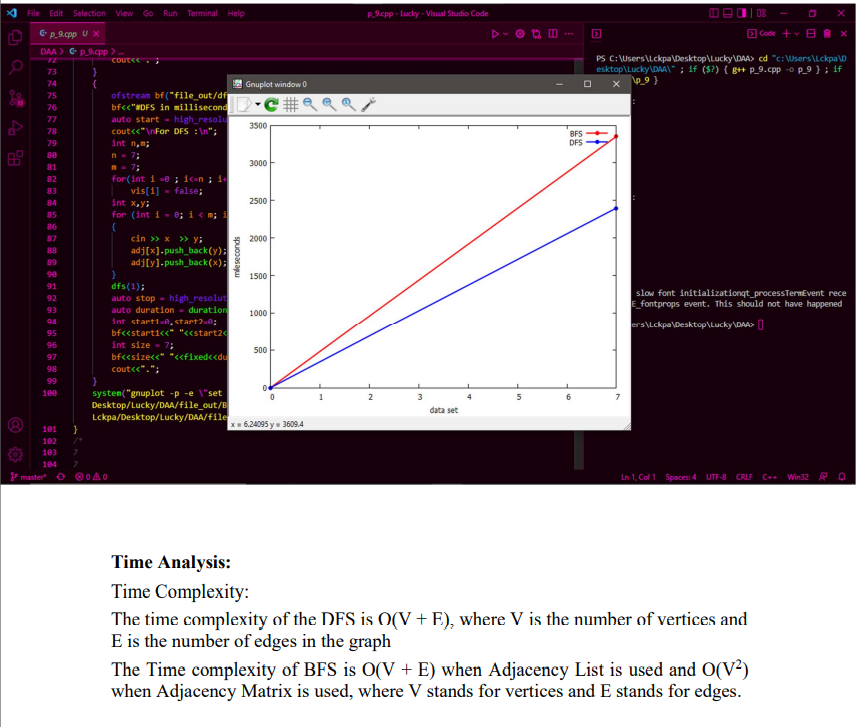 File Edit Selection View Go Run Terminal Help
p_9.cpp - Lucky - Visual Studio Code
G· p_9.cpp U ×
Code
DAA > G· p_9.cpp > ...
72 cout<< . ;
73 }
74 {
75 ofstream bf("file_out/df
76 bf<<"#DFS in millisecond
77 auto start = high_resolu
78 cout<<"\nFor DFS :\n";
79 int n,m;
80 n = 7;
81 m = 7;
82 for(int i =0 ; i<=n ; i+
83 vis[i] = false;
84 int x,y;
85 for (int i = 0; i < m; i
86 {
87 cin >> x >> y;
88 adj[x].push_back(y);
89 adj[y].push_back(x);
90 }
91 dfs(1);
92 auto stop = high_resolut
93 auto duration = duration
94 int start1=0,start2=0;
95 bf<<start1<<" "<<start2<
96 int size = 7;
97 bf<<size<<" "<<fixed<<du
98 cout<<".";
99 }
100 system("gnuplot -p -e \"set
Desktop/Lucky/DAA/file_out/B
Lckpa/Desktop/Lucky/DAA/file
101 }
102 /*
103 7
104 7
Gnuplot window 0
3500
3000
2500
2000
1500
1000
500
0
mileseconds
BFS
DFS
0 1 2 3 4 5 6 7
data set
x = 6.24095 y = 3609.4
PS C:\Users\Lckpa\Desktop\Lucky\DAA> cd "c:\Users\Lckpa\D
esktop\Lucky\DAA\" ; if ($?) { g++ p_9.cpp -o p_9 } ; if
\p_9 }
:
:
slow font initializationqt_processTermEvent rece
E_fontprops event. This should not have happened
ers\Lckpa\Desktop\Lucky\DAA>
master* 0 0 Ln 1, Col 1 Spaces: 4 UTF-8 CRLF C++ Win32
Time Analysis:
Time Complexity:
The time complexity of the DFS is O(V + E), where V is the number of vertices and
E is the number of edges in the graph
The Time complexity of BFS is O(V + E) when Adjacency List is used and O(V²)
when Adjacency Matrix is used, where V stands for vertices and E stands for edges.